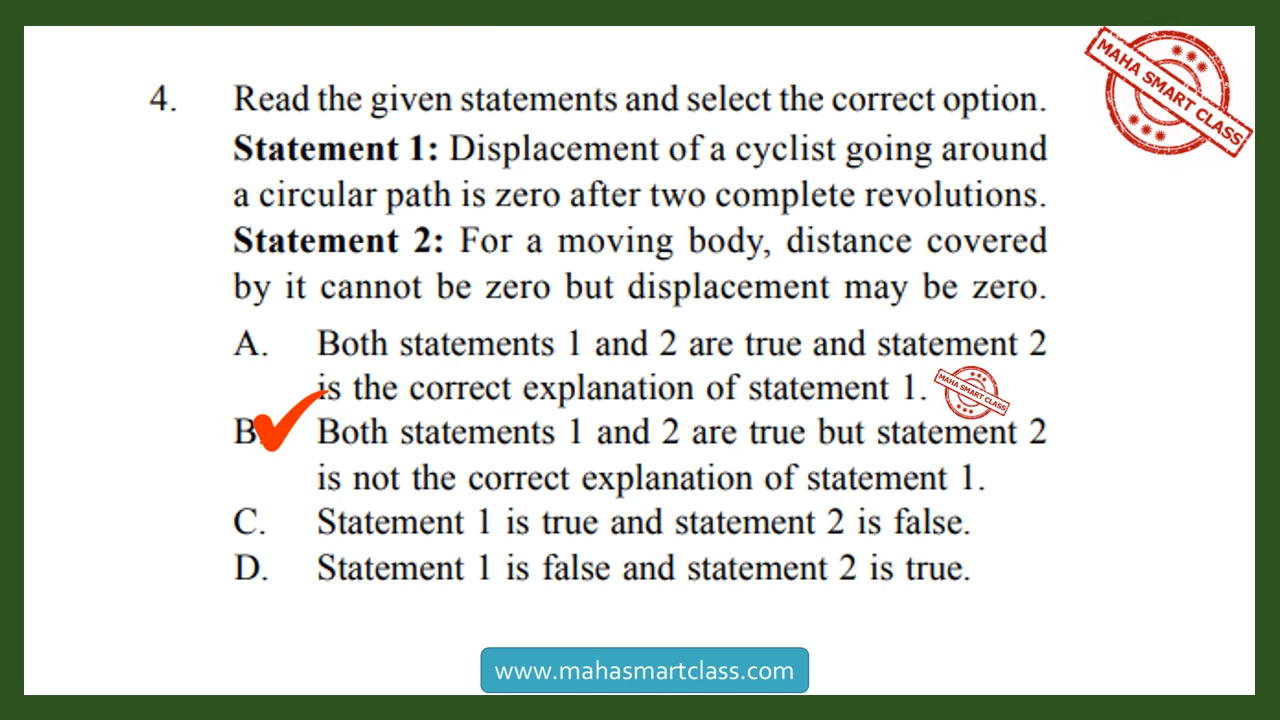 MAHA SMART CLASS
4. Read the given statements and select the correct option.
Statement 1: Displacement of a cyclist going around
a circular path is zero after two complete revolutions.
Statement 2: For a moving body, distance covered
by it cannot be zero but displacement may be zero.
A. Both statements 1 and 2 are true and statement 2
is the correct explanation of statement 1.
MAHA SMART CLASS
B. Both statements 1 and 2 are true but statement 2
is not the correct explanation of statement 1.
C. Statement 1 is true and statement 2 is false.
D. Statement 1 is false and statement 2 is true.
www.mahasmartclass.com